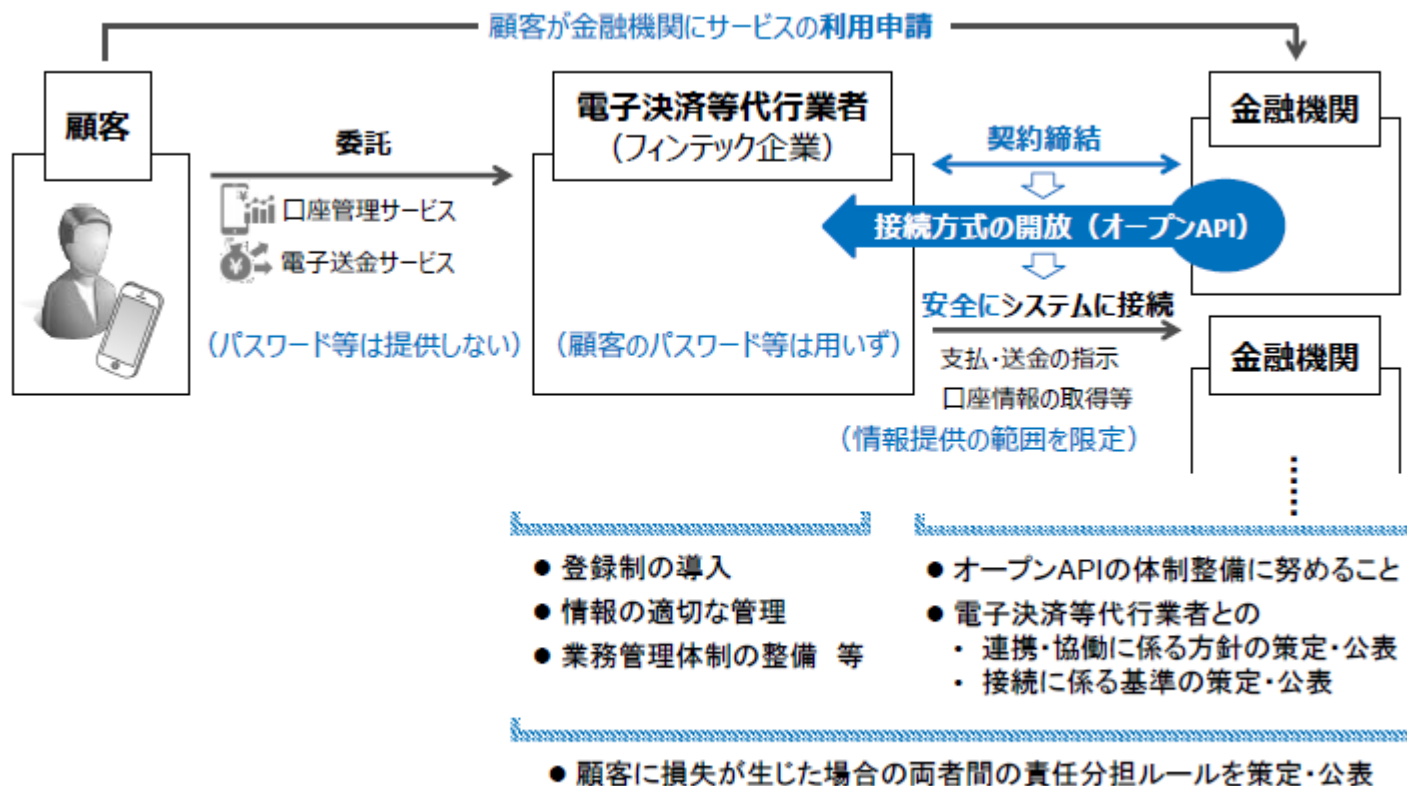 顧客が金融機関にサービスの利用申請
顧客
委託
口座管理サービス
電子送金サービス
(パスワード等は提供しない)
電子決済等代行業者
(フィンテック企業)
(顧客のパスワード等は用いず)
契約締結
接続方式の開放(オープンAPI)
安全にシステムに接続
支払・送金の指示
口座情報の取得等
(情報提供の範囲を限定)
金融機関
金融機関
● 登録制の導入
● 情報の適切な管理
● 業務管理体制の整備 等
● オープンAPIの体制整備に努めること
● 電子決済等代行業者との
・ 連携・協働に係る方針の策定・公表
・ 接続に係る基準の策定・公表
● 顧客に損失が生じた場合の両者間の責任分担ルールを策定・公表